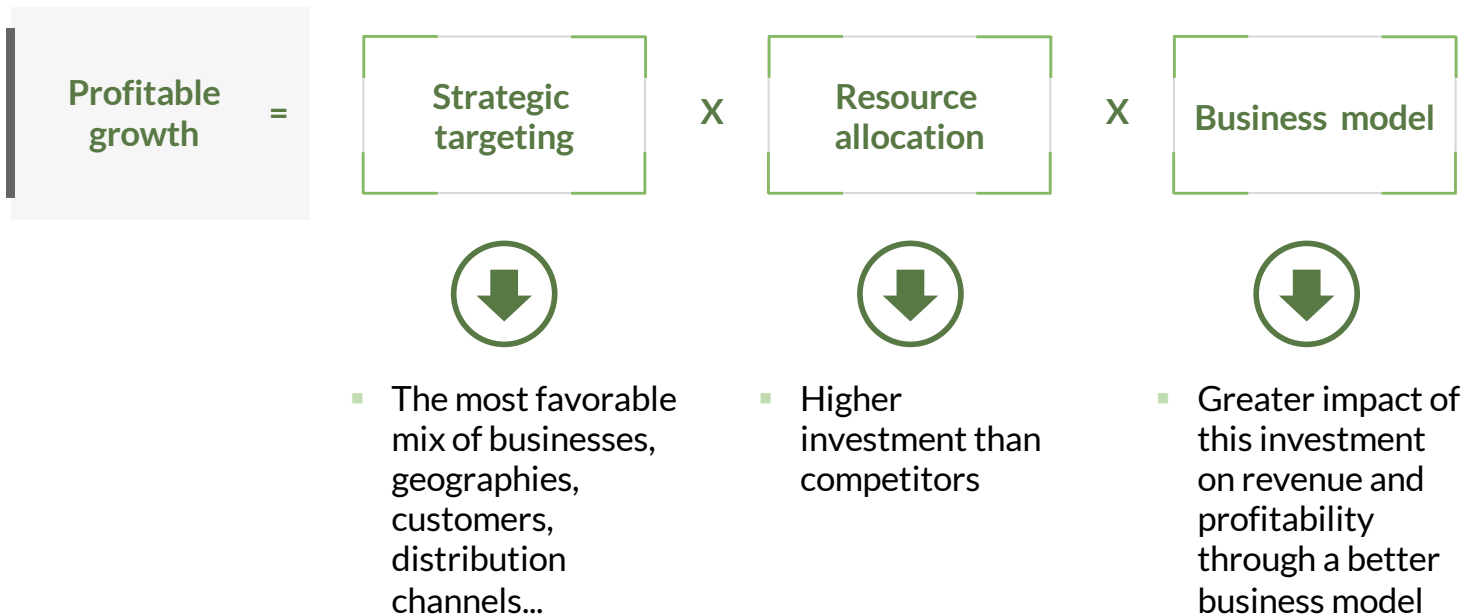 Profitable
growth
=
Strategic
targeting
X
Resource
allocation
X
Business model
▪ The most favorable
mix of businesses,
geographies,
customers,
distribution
channels...
▪ Higher
investment than
competitors
▪ Greater impact of
this investment
on revenue and
profitability
through a better
business model